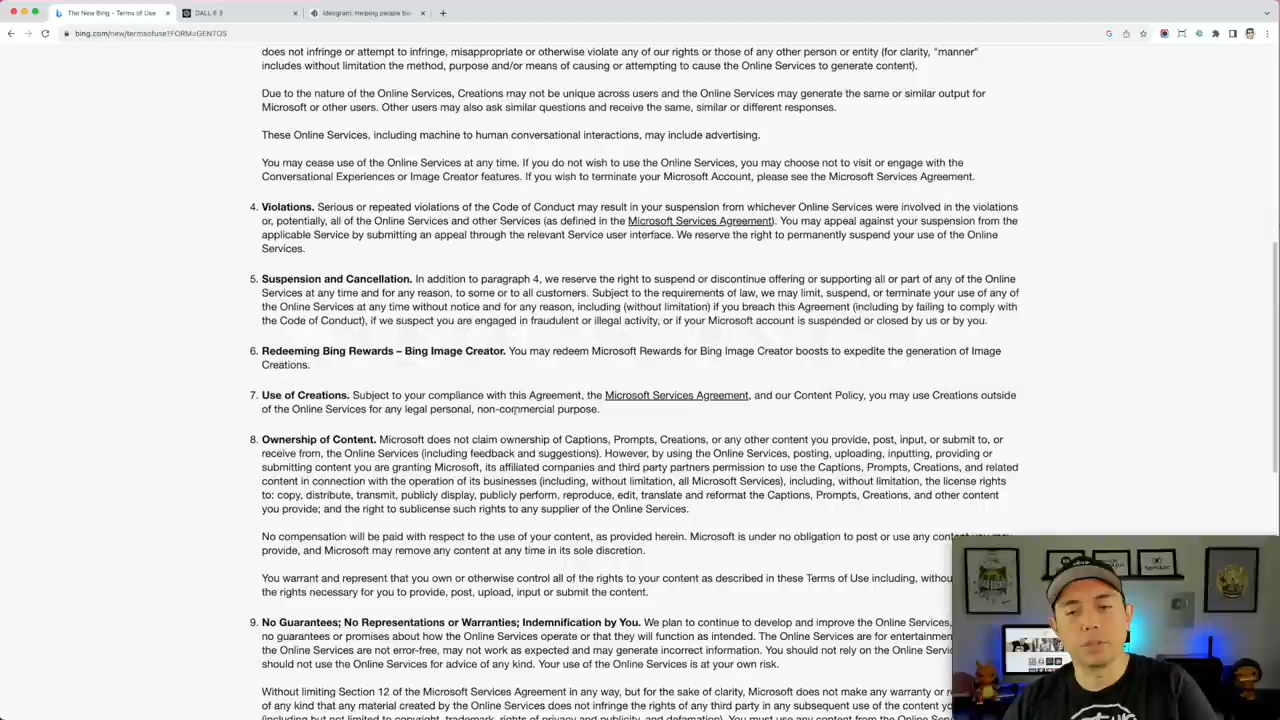 The New Bing - Terms of Use
DALL-E 3
Ideogram: Helping people be
bing.com/new/termsofuse?FORM=GENTOS
does not infringe or attempt to infringe, misappropriate or otherwise violate any of our rights or those of any other person or entity (for clarity, "manner"
includes without limitation the method, purpose and/or means of causing or attempting to cause the Online Services to generate content).
Due to the nature of the Online Services, Creations may not be unique across users and the Online Services may generate the same or similar output for
Microsoft or other users. Other users may also ask similar questions and receive the same, similar or different responses.
These Online Services, including machine to human conversational interactions, may include advertising.
You may cease use of the Online Services at any time. If you do not wish to use the Online Services, you may choose not to visit or engage with the
Conversational Experiences or Image Creator features. If you wish to terminate your Microsoft Account, please see the Microsoft Services Agreement.
4. Violations. Serious or repeated violations of the Code of Conduct may result in your suspension from whichever Online Services were involved in the violations
or, potentially, all of the Online Services and other Services (as defined in the Microsoft Services Agreement). You may appeal against your suspension from the
applicable Service by submitting an appeal through the relevant Service user interface. We reserve the right to permanently suspend your use of the Online
Services.
5. Suspension and Cancellation. In addition to paragraph 4, we reserve the right to suspend or discontinue offering or supporting all or part of any of the Online
Services at any time and for any reason, to some or to all customers. Subject to the requirements of law, we may limit, suspend, or terminate your use of any of
the Online Services at any time without notice and for any reason, including (without limitation) if you breach this Agreement (including by failing to comply with
the Code of Conduct), if we suspect you are engaged in fraudulent or illegal activity, or if your Microsoft account is suspended or closed by us or by you.
6. Redeeming Bing Rewards – Bing Image Creator. You may redeem Microsoft Rewards for Bing Image Creator boosts to expedite the generation of Image
Creations.
7. Use of Creations. Subject to your compliance with this Agreement, the Microsoft Services Agreement, and our Content Policy, you may use Creations outside
of the Online Services for any legal personal, non-commercial purpose.
8. Ownership of Content. Microsoft does not claim ownership of Captions, Prompts, Creations, or any other content you provide, post, input, or submit to, or
receive from, the Online Services (including feedback and suggestions). However, by using the Online Services, posting, uploading, inputting, providing or
submitting content you are granting Microsoft, its affiliated companies and third party partners permission to use the Captions, Prompts, Creations, and related
content in connection with the operation of its businesses (including, without limitation, all Microsoft Services), including, without limitation, the license rights
to: copy, distribute, transmit, publicly display, publicly perform, reproduce, edit, translate and reformat the Captions, Prompts, Creations, and other content
you provide; and the right to sublicense such rights to any supplier of the Online Services.
No compensation will be paid with respect to the use of your content, as provided herein. Microsoft is under no obligation to post or use any content you may
provide, and Microsoft may remove any content at any time in its sole discretion.
You warrant and represent that you own or otherwise control all of the rights to your content as described in these Terms of Use including,
the rights necessary for you to provide, post, upload, input or submit the content.
9. No Guarantees; No Representations or Warranties; Indemnification by You. We plan to continue to develop and improve the Online Services,
no guarantees or promises about how the Online Services operate or that they will function as intended. The Online Services are for
the Online Services are not error-free, may not work as expected and may generate incorrect information. You should not rely on the Online
should not use the Online Services for advice of any kind. Your use of the Online Services is at your own risk.
Without limiting Section 12 of the Microsoft Services Agreement in any way, but for the sake of clarity, Microsoft does not make any warranty or
of any kind that any material created by the Online Services does not infringe the rights of any third party in any subsequent use of the content
(including but not limited to copyright, trademark, rights of privacy and publicity, and defamation). You must use any content from the Online